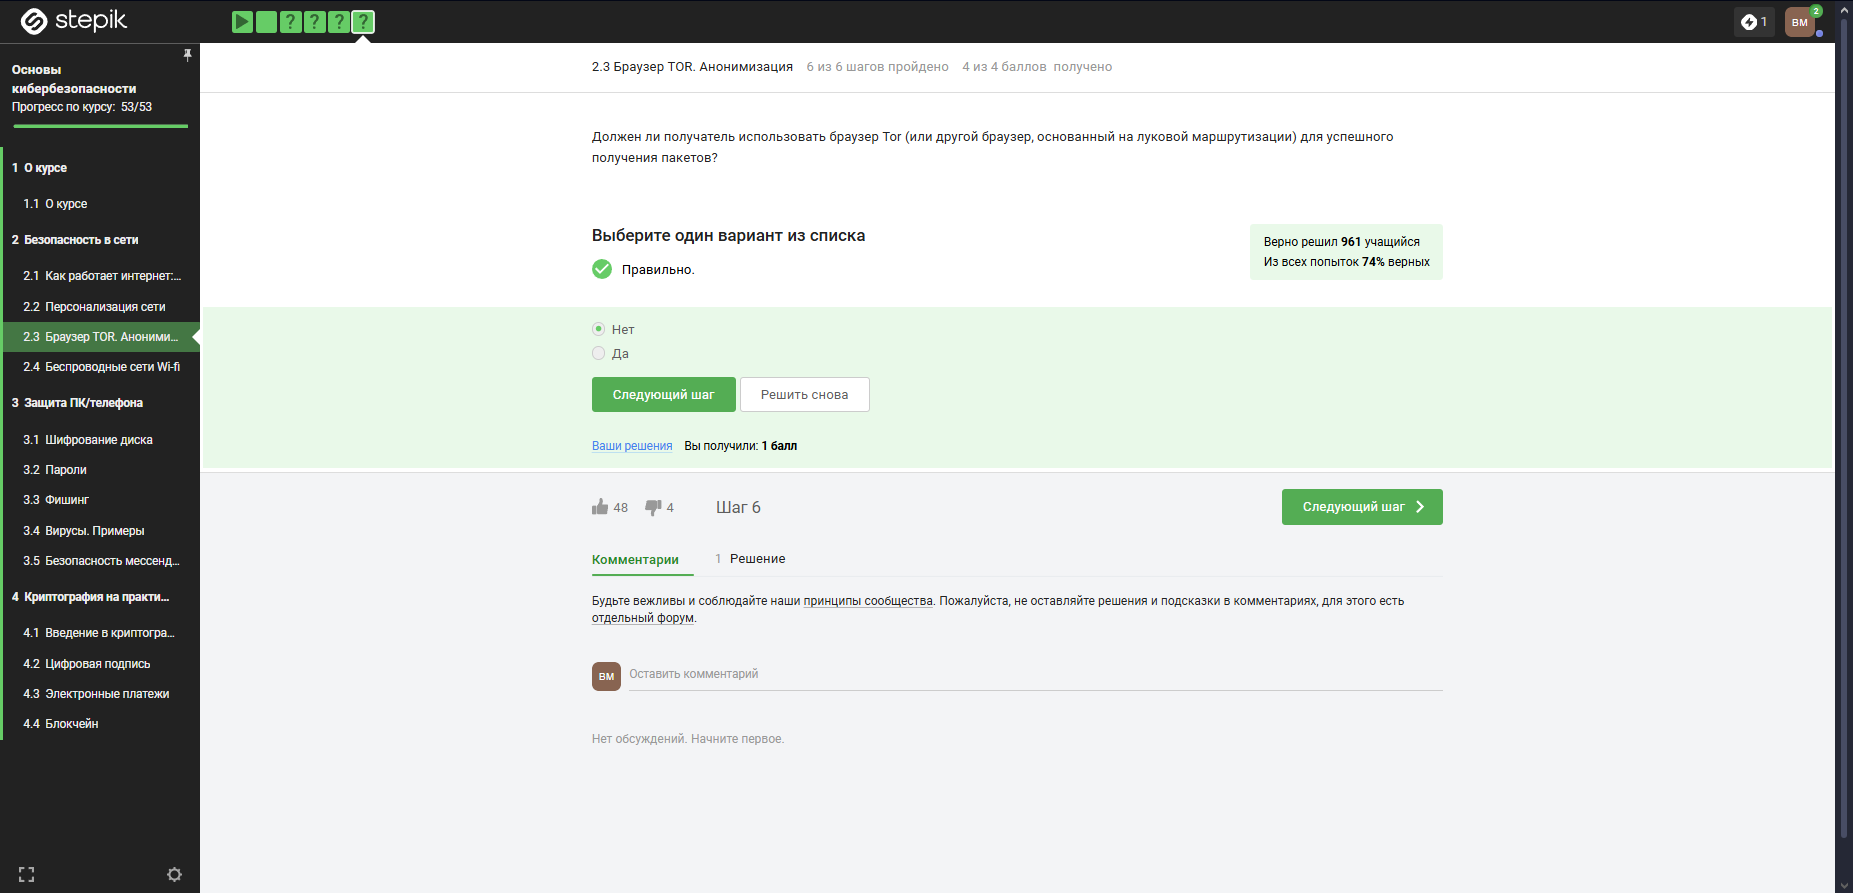 stepik
? ? ? ?
1
ВМ
2
Основы
кибербезопасности
Прогресс по курсу: 53/53
1 О курсе
1.1 О курсе
2 Безопасность в сети
2.1 Как работает интернет:...
2.2 Персонализация сети
2.3 Браузер TOR. Аноними...
2.4 Беспроводные сети Wi-fi
3 Защита ПК/телефона
3.1 Шифрование диска
3.2 Пароли
3.3 Фишинг
3.4 Вирусы. Примеры
3.5 Безопасность мессенд...
4 Криптография на практи...
4.1 Введение в криптогра...
4.2 Цифровая подпись
4.3 Электронные платежи
4.4 Блокчейн
2.3 Браузер TOR. Анонимизация 6 из 6 шагов пройдено 4 из 4 баллов получено
Должен ли получатель использовать браузер Tor (или другой браузер, основанный на луковой маршрутизации) для успешного
получения пакетов?
Выберите один вариант из списка
Правильно.
Верно решил 961 учащийся
Из всех попыток 74% верных
Нет
Да
Следующий шаг Решить снова
Ваши решения Вы получили: 1 балл
48 4 Шаг 6 Следующий шаг
Комментарии 1 Решение
Будьте вежливы и соблюдайте наши принципы сообщества. Пожалуйста, не оставляйте решения и подсказки в комментариях, для этого есть
отдельный форум.
ВМ Оставить комментарий
Нет обсуждений. Начните первое.